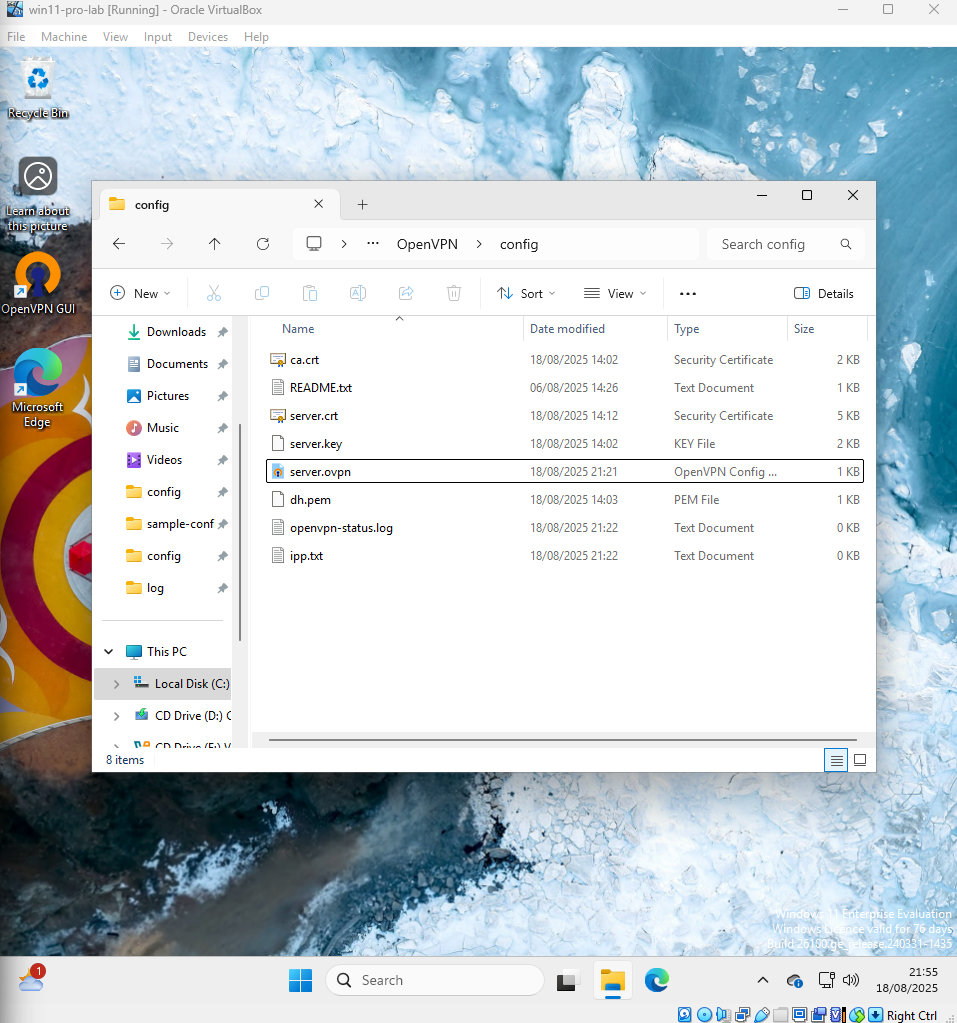 win11-pro-lab [Running] - Oracle VirtualBox
File Machine View Input Devices Help
Recycle Bin
Learn about
this picture
OpenVPN GUI
Microsoft
Edge
config
OpenVPN config
Search config
New Sort View Details
Downloads
Documents
Pictures
Music
Videos
config
sample-conf
config
log
This PC
Local Disk (C:)
CD Drive (D:) C
CD Drive (E:) V
Name Date modified Type Size
ca.crt 18/08/2025 14:02 Security Certificate 2 KB
README.txt 06/08/2025 14:26 Text Document 1 KB
server.crt 18/08/2025 14:12 Security Certificate 5 KB
server.key 18/08/2025 14:02 KEY File 2 KB
server.ovpn 18/08/2025 21:21 OpenVPN Config ... 1 KB
dh.pem 18/08/2025 14:03 PEM File 1 KB
openvpn-status.log 18/08/2025 21:22 Text Document 0 KB
ipp.txt 18/08/2025 21:22 Text Document 0 KB
8 items
Windows 11 Enterprise Evaluation
Windows Licence valid for 76 days
Build 26100.ge_release.240331-1435
1
Search
21:55
18/08/2025
Right Ctrl